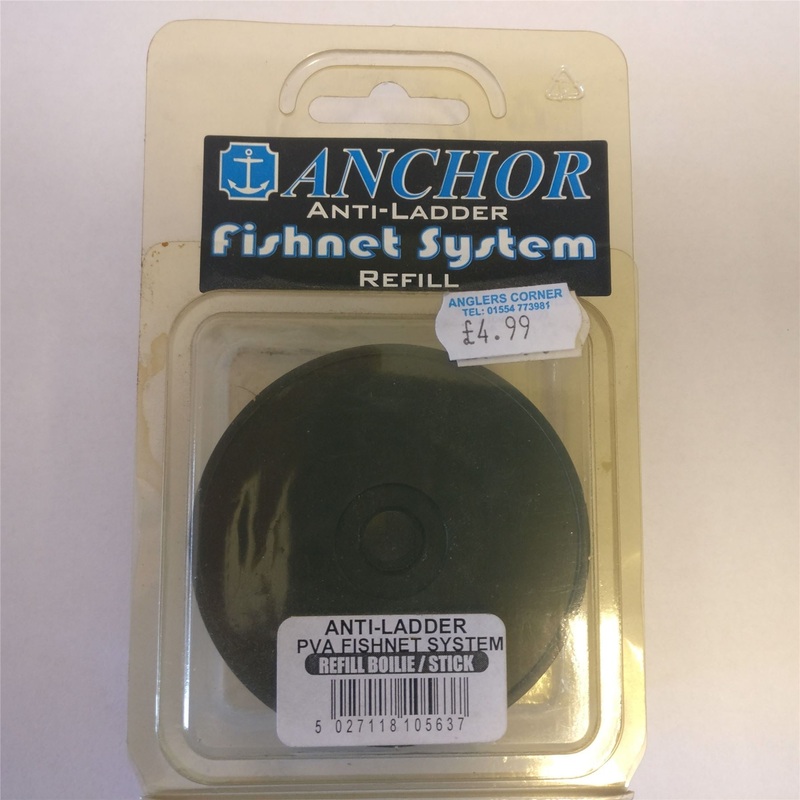 ANCHOR
ANTI-LADDER
Fishnet System
REFILL
ANGLERS CORNER
TEL: 01554 773981
£4.99
ANTI-LADDER
PVA FISHNET SYSTEM
REFILL BOILIE / STICK
5 027118 105637